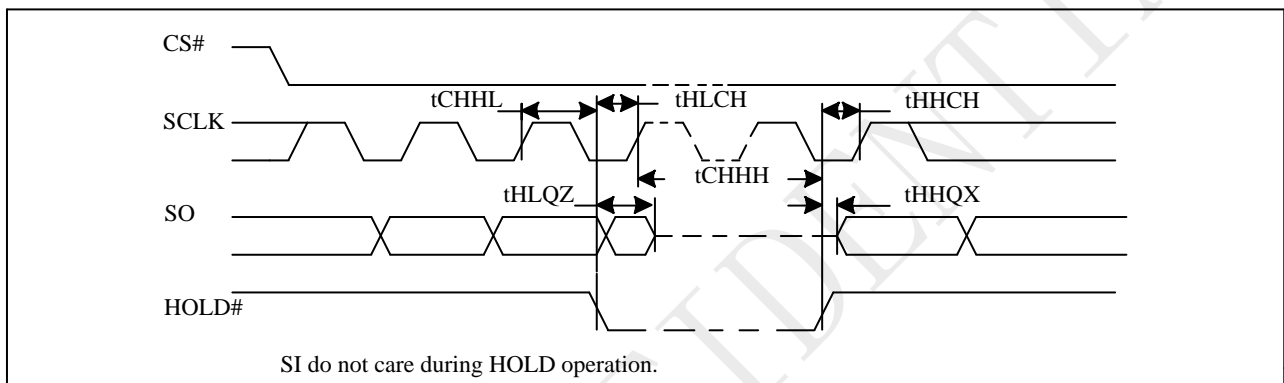 CS#
tCHHL
tHLCH
tHHCH
SCLK
tCHHH
tHLQZ
tHHQX
SO
HOLD#
SI do not care during HOLD operation.